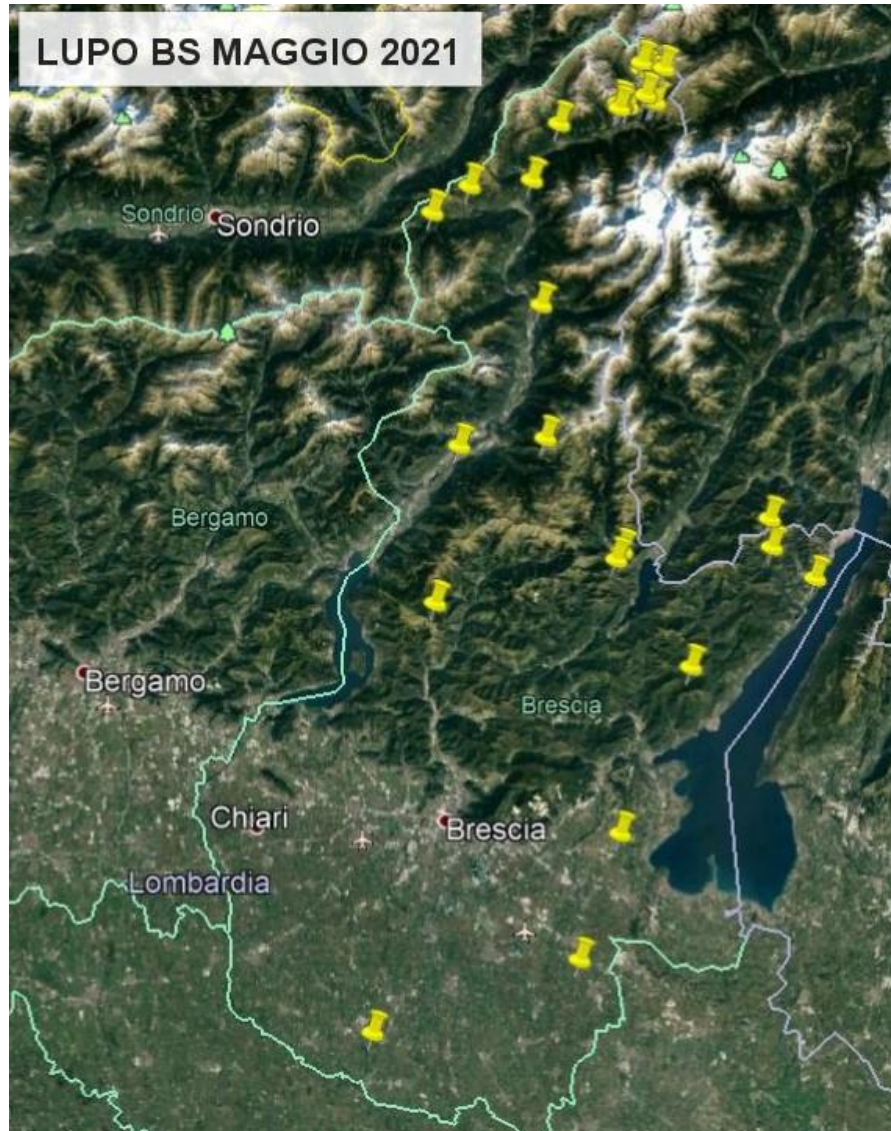 LUPO BS MAGGIO 2021
Sondrio
Sondrio
Bergamo
Bergamo
Brescia
Chiari
Brescia
Lombardia